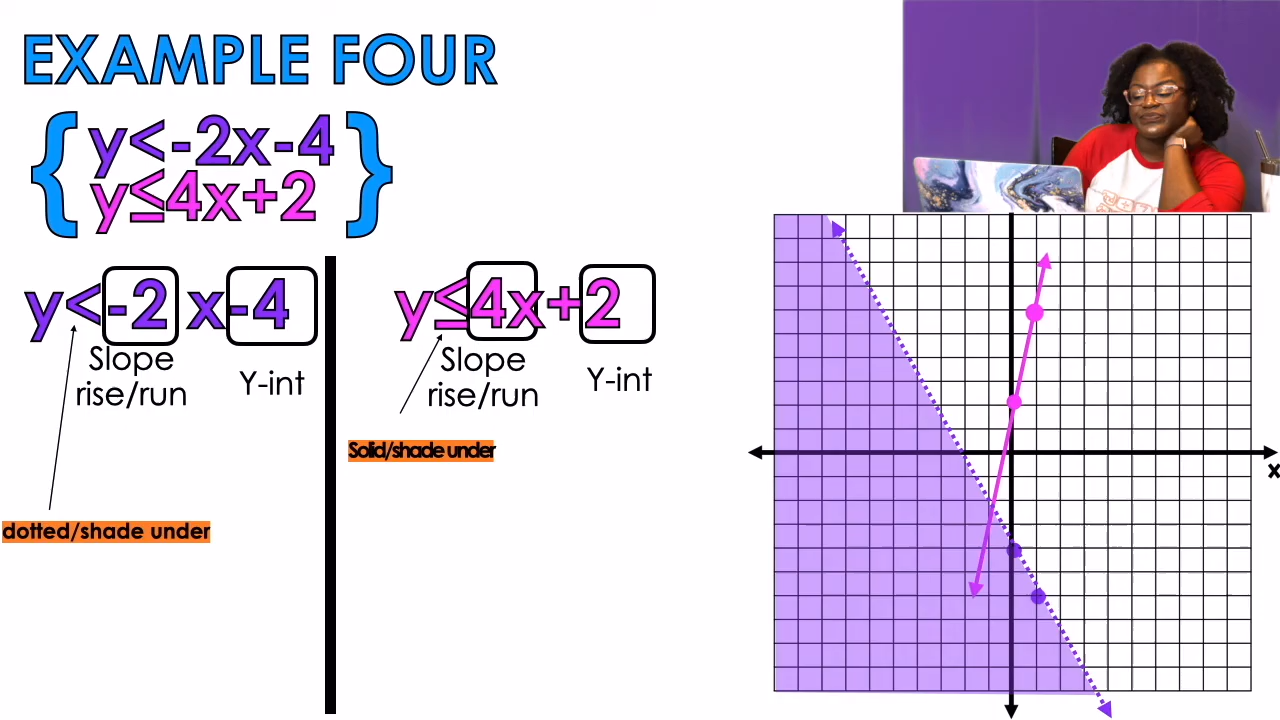 EXAMPLE FOUR
{ y<-2x-4
y≤4x+2 }
y<-2x-4
Slope
rise/run
Y-int
dotted/shade under
y≤4x+2
Slope
rise/run
Y-int
Solid/shade under
x